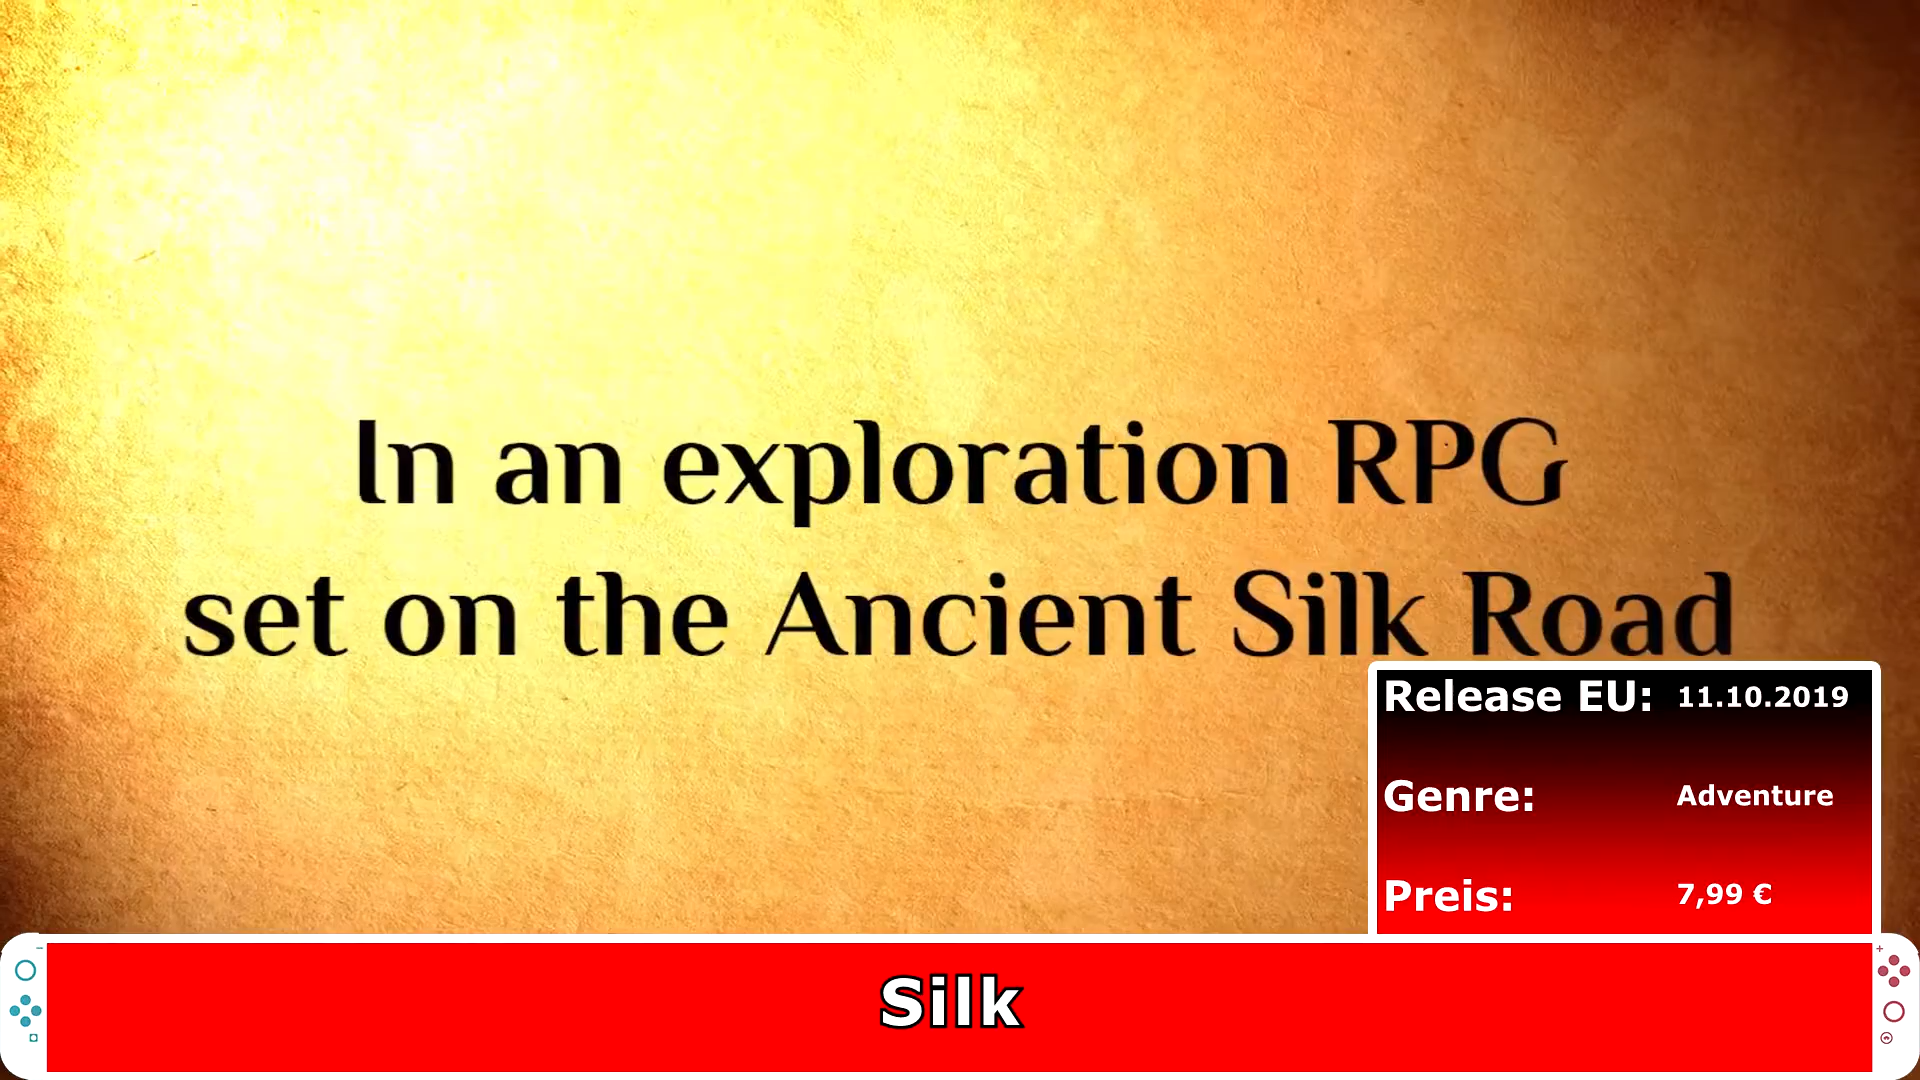 In an exploration RPG
set on the Ancient Silk Road
Release EU: 11.10.2019
Genre: Adventure
Preis: 7,99 €
Silk